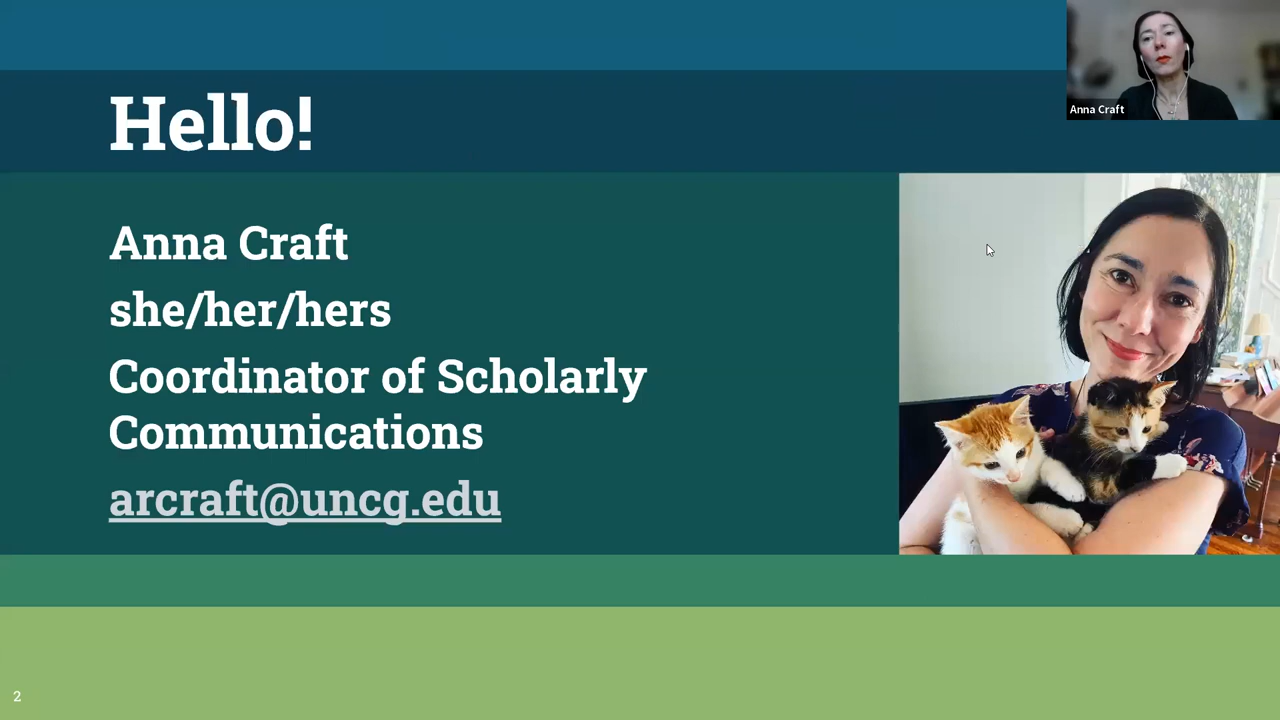 Hello!
Anna Craft
Anna Craft
she/her/hers
Coordinator of Scholarly
Communications
arcraft@uncg.edu
2